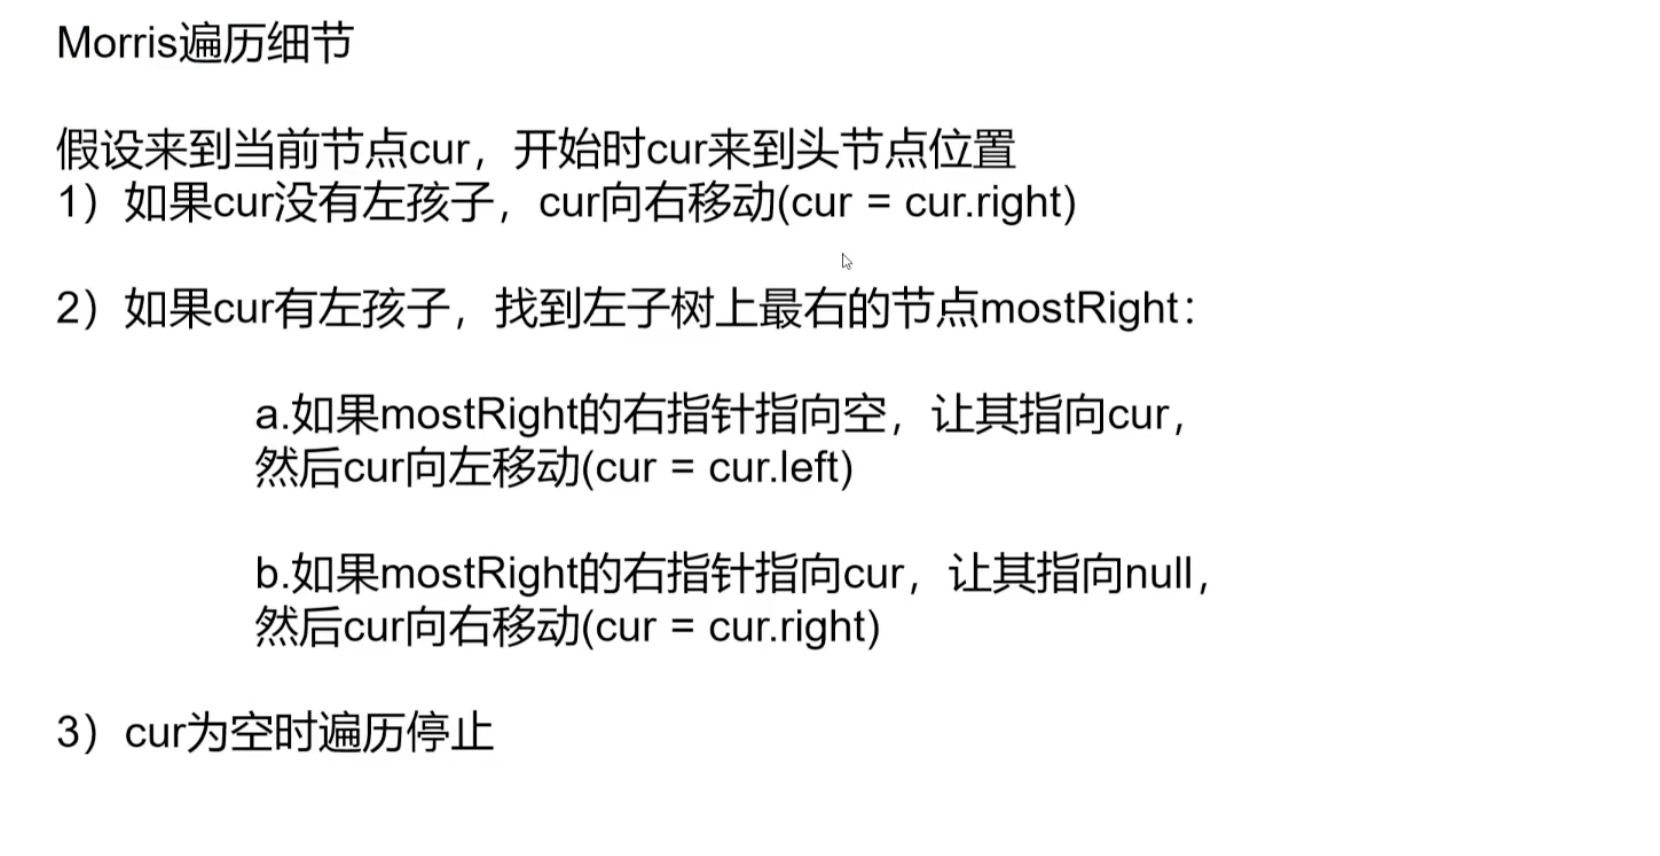 Morris遍历细节
假设来到当前节点cur，开始时cur来到头节点位置
1）如果cur没有左孩子，cur向右移动(cur = cur.right)
2）如果cur有左孩子，找到左子树上最右的节点mostRight：
a.如果mostRight的右指针指向空，让其指向cur，
然后cur向左移动(cur = cur.left)
b.如果mostRight的右指针指向cur，让其指向null，
然后cur向右移动(cur = cur.right)
3）cur为空时遍历停止